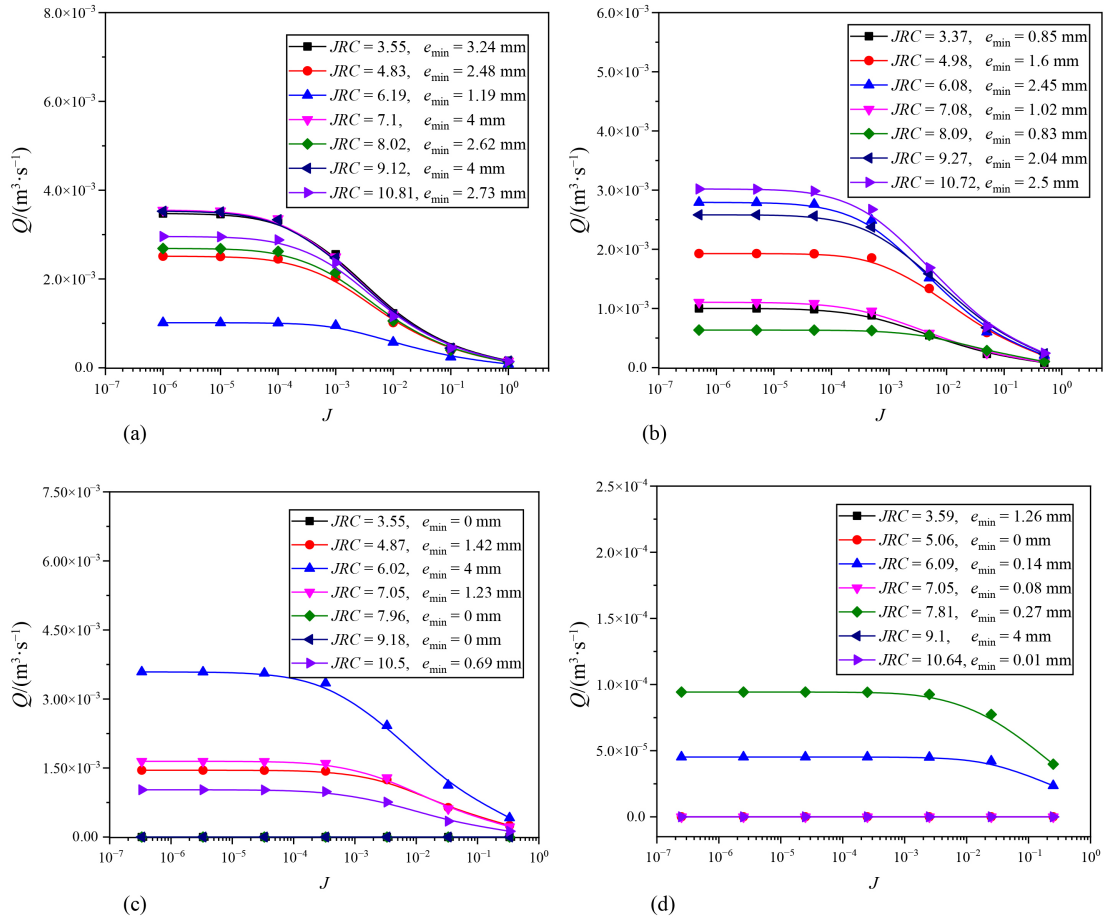 8.0×10⁻³
6.0×10⁻³
4.0×10⁻³
2.0×10⁻³
0.0
Q/(m³·s⁻¹)
JRC = 3.55, e_min = 3.24 mm
JRC = 4.83, e_min = 2.48 mm
JRC = 6.19, e_min = 1.19 mm
JRC = 7.1, e_min = 4 mm
JRC = 8.02, e_min = 2.62 mm
JRC = 9.12, e_min = 4 mm
JRC = 10.81, e_min = 2.73 mm
10⁻⁷ 10⁻⁶ 10⁻⁵ 10⁻⁴ 10⁻³ 10⁻² 10⁻¹ 10⁰
J
(a)
6.0×10⁻³
5.0×10⁻³
4.0×10⁻³
3.0×10⁻³
2.0×10⁻³
1.0×10⁻³
0.0
Q/(m³·s⁻¹)
JRC = 3.37, e_min = 0.85 mm
JRC = 4.98, e_min = 1.6 mm
JRC = 6.08, e_min = 2.45 mm
JRC = 7.08, e_min = 1.02 mm
JRC = 8.09, e_min = 0.83 mm
JRC = 9.27, e_min = 2.04 mm
JRC = 10.72, e_min = 2.5 mm
10⁻⁷ 10⁻⁶ 10⁻⁵ 10⁻⁴ 10⁻³ 10⁻² 10⁻¹ 10⁰
J
(b)
7.50×10⁻³
6.00×10⁻³
4.50×10⁻³
3.00×10⁻³
1.50×10⁻³
0.00
Q/(m³·s⁻¹)
JRC = 3.55, e_min = 0 mm
JRC = 4.87, e_min = 1.42 mm
JRC = 6.02, e_min = 4 mm
JRC = 7.05, e_min = 1.23 mm
JRC = 7.96, e_min = 0 mm
JRC = 9.18, e_min = 0 mm
JRC = 10.5, e_min = 0.69 mm
10⁻⁷ 10⁻⁶ 10⁻⁵ 10⁻⁴ 10⁻³ 10⁻² 10⁻¹ 10⁰
J
(c)
2.5×10⁻⁴
2.0×10⁻⁴
1.5×10⁻⁴
1.0×10⁻⁴
5.0×10⁻⁵
0.0
Q/(m³·s⁻¹)
JRC = 3.59, e_min = 1.26 mm
JRC = 5.06, e_min = 0 mm
JRC = 6.09, e_min = 0.14 mm
JRC = 7.05, e_min = 0.08 mm
JRC = 7.81, e_min = 0.27 mm
JRC = 9.1, e_min = 4 mm
JRC = 10.64, e_min = 0.01 mm
10⁻⁷ 10⁻⁶ 10⁻⁵ 10⁻⁴ 10⁻³ 10⁻² 10⁻¹ 10⁰
J
(d)